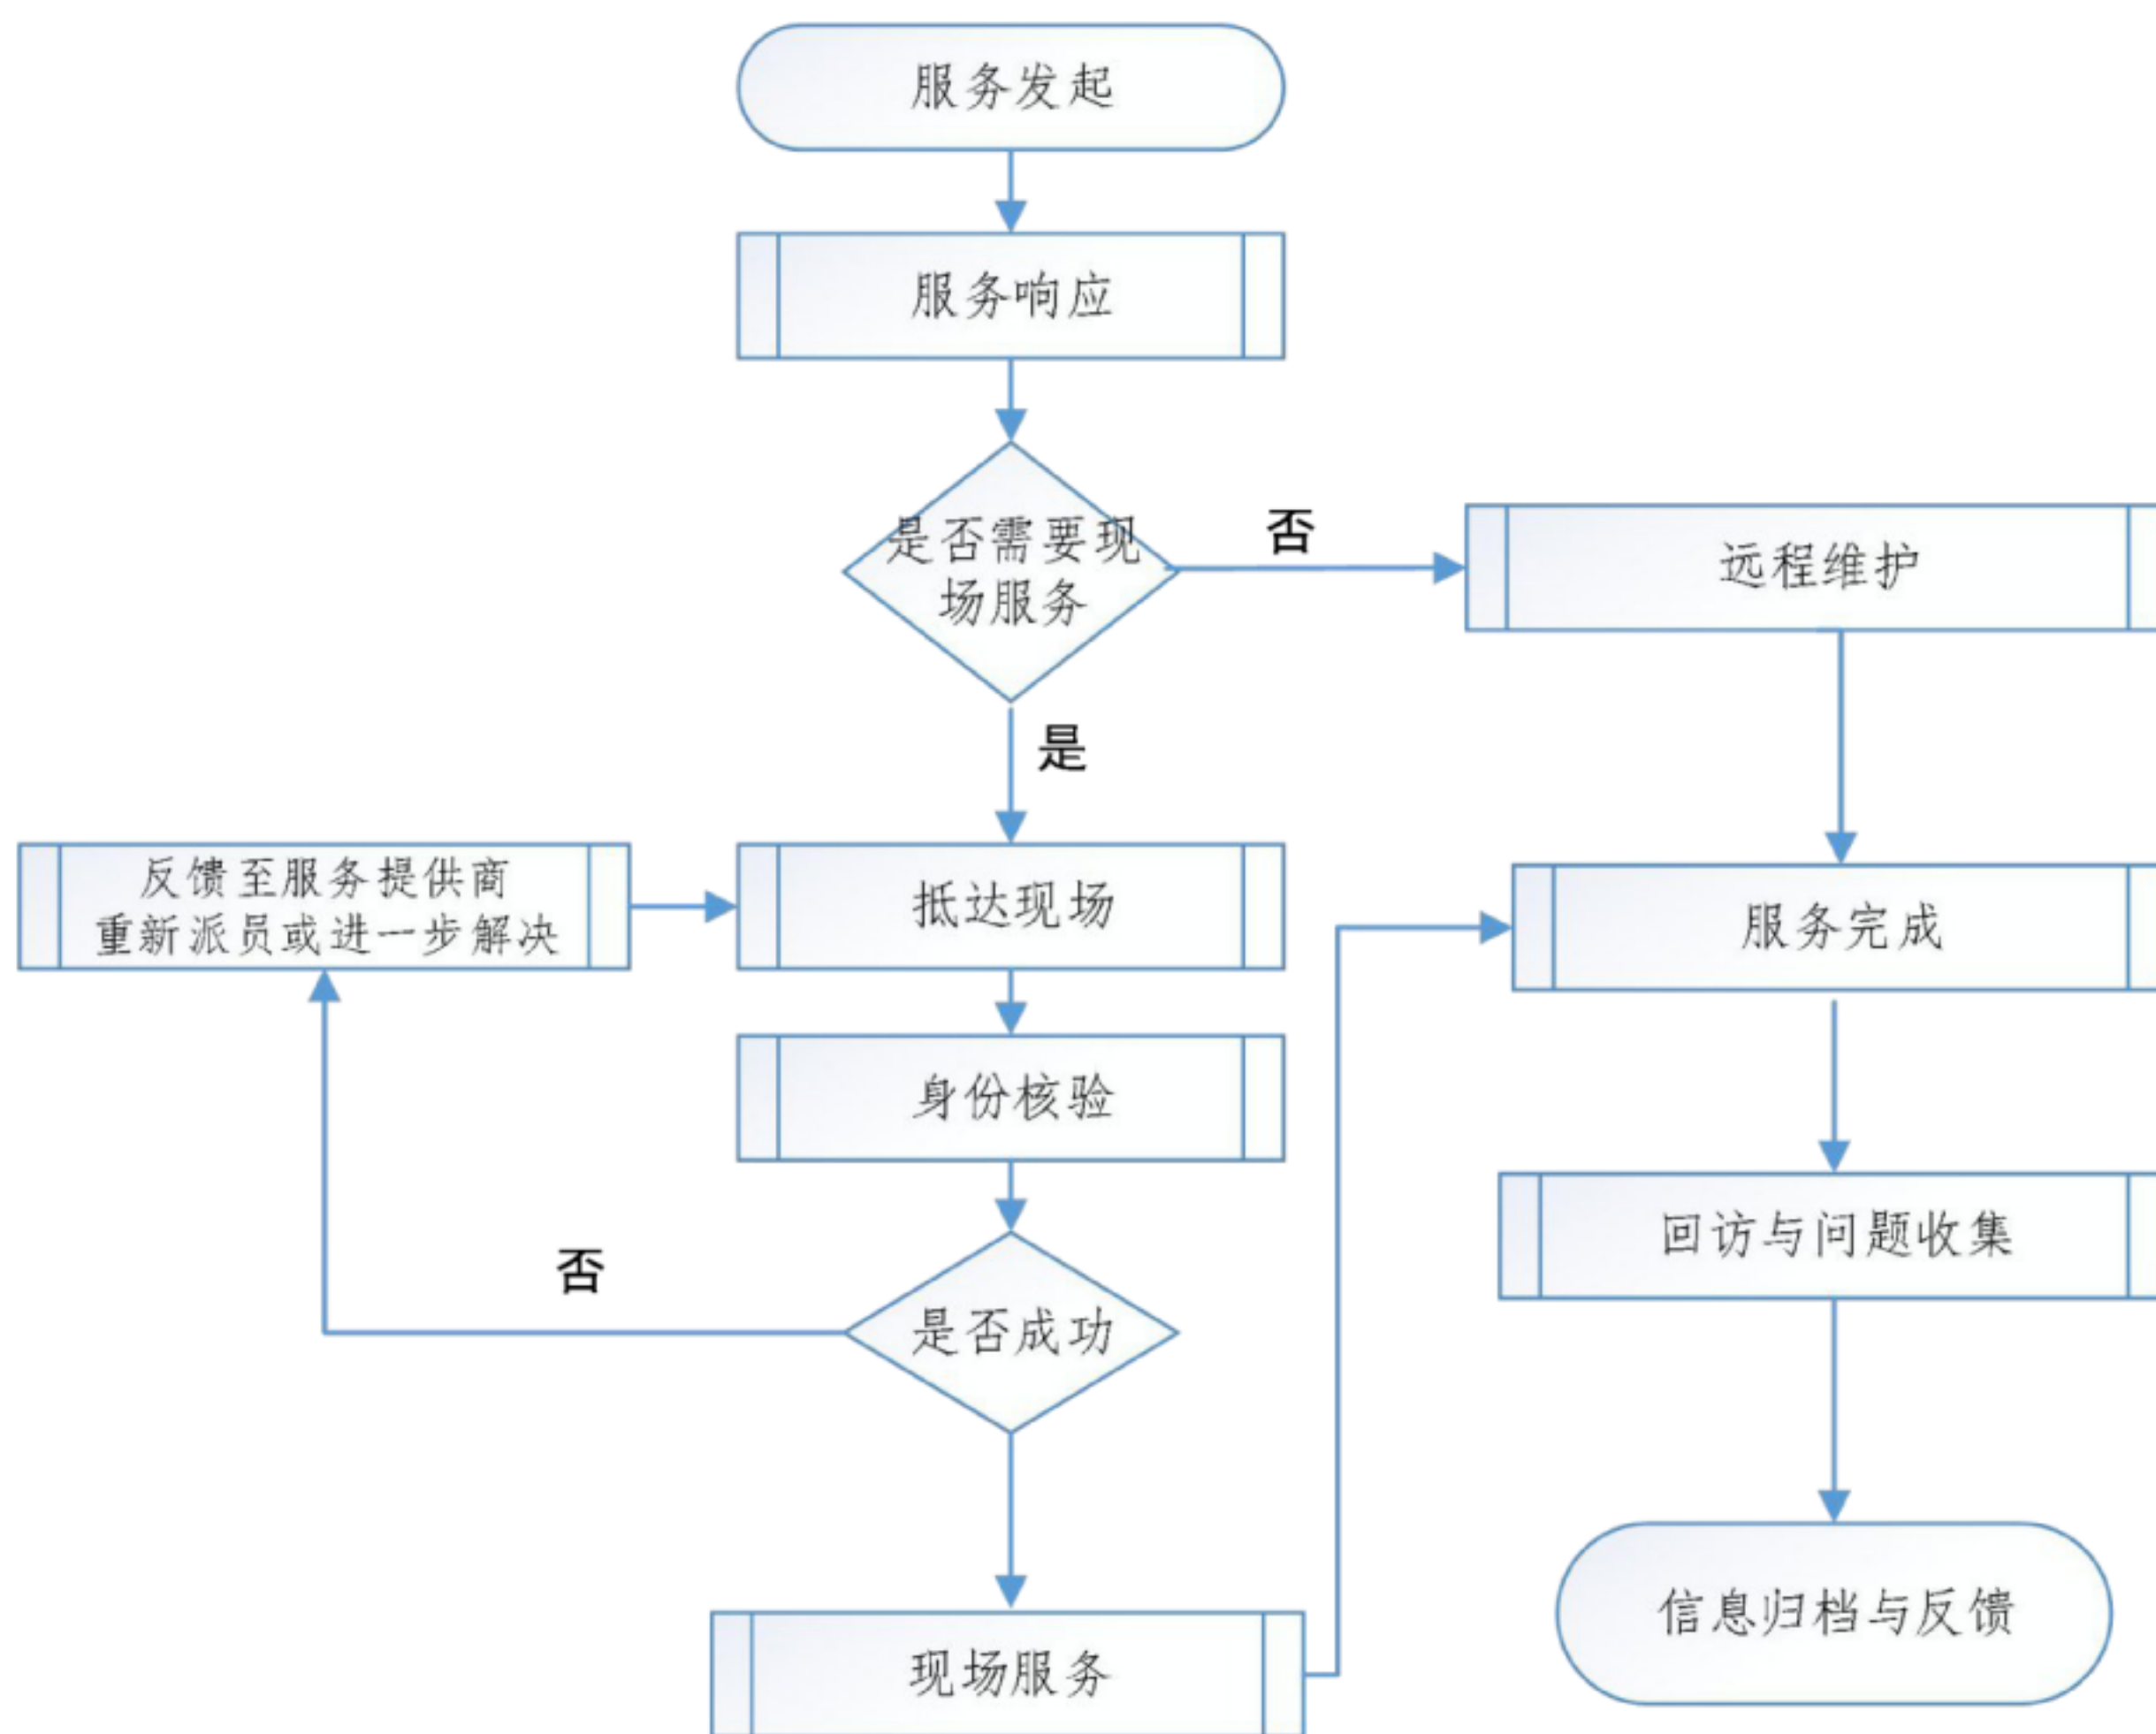 服务发起
服务响应
是否需要现
场服务
否
远程维护
是
反馈至服务提供商
重新派员或进一步解决
抵达现场
服务完成
身份核验
回访与问题收集
否
是否成功
信息归档与反馈
现场服务